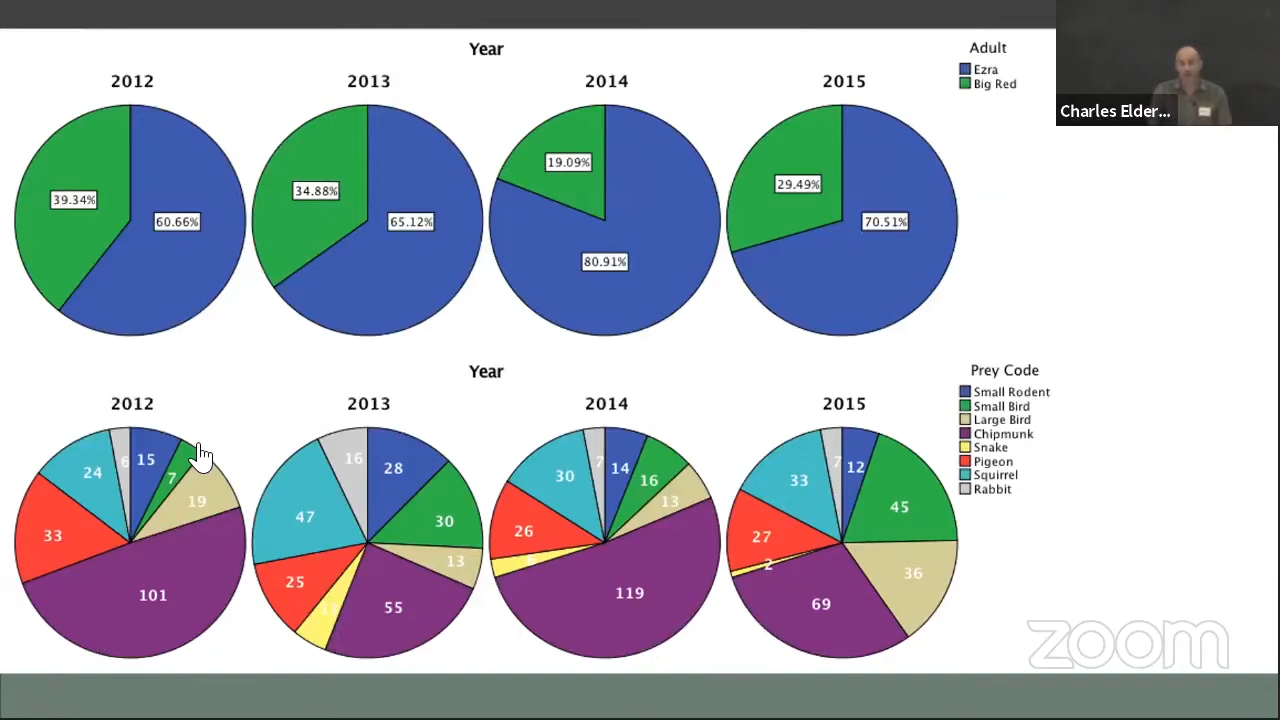 Year
Adult
Ezra
Big Red
2012
2013
2014
2015
39.34%
60.66%
34.88%
65.12%
19.09%
80.91%
29.49%
70.51%
Charles Elder...
Year
Prey Code
Small Rodent
Small Bird
Large Bird
Chipmunk
Snake
Pigeon
Squirrel
Rabbit
2012
2013
2014
2015
15
7
19
101
33
24
6
28
30
13
55
25
47
16
14
16
13
119
26
30
7
12
45
36
69
2
27
33
7
zoom